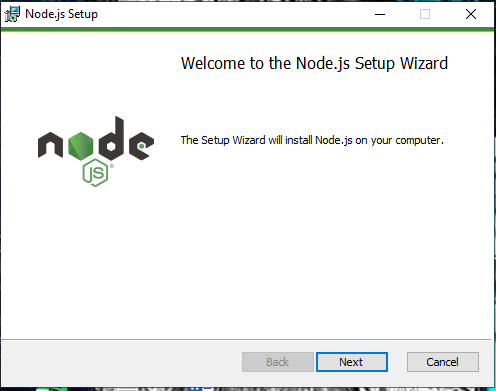 Node.js Setup
Welcome to the Node.js Setup Wizard
node
JS
The Setup Wizard will install Node.js on your computer.
Back
Next
Cancel